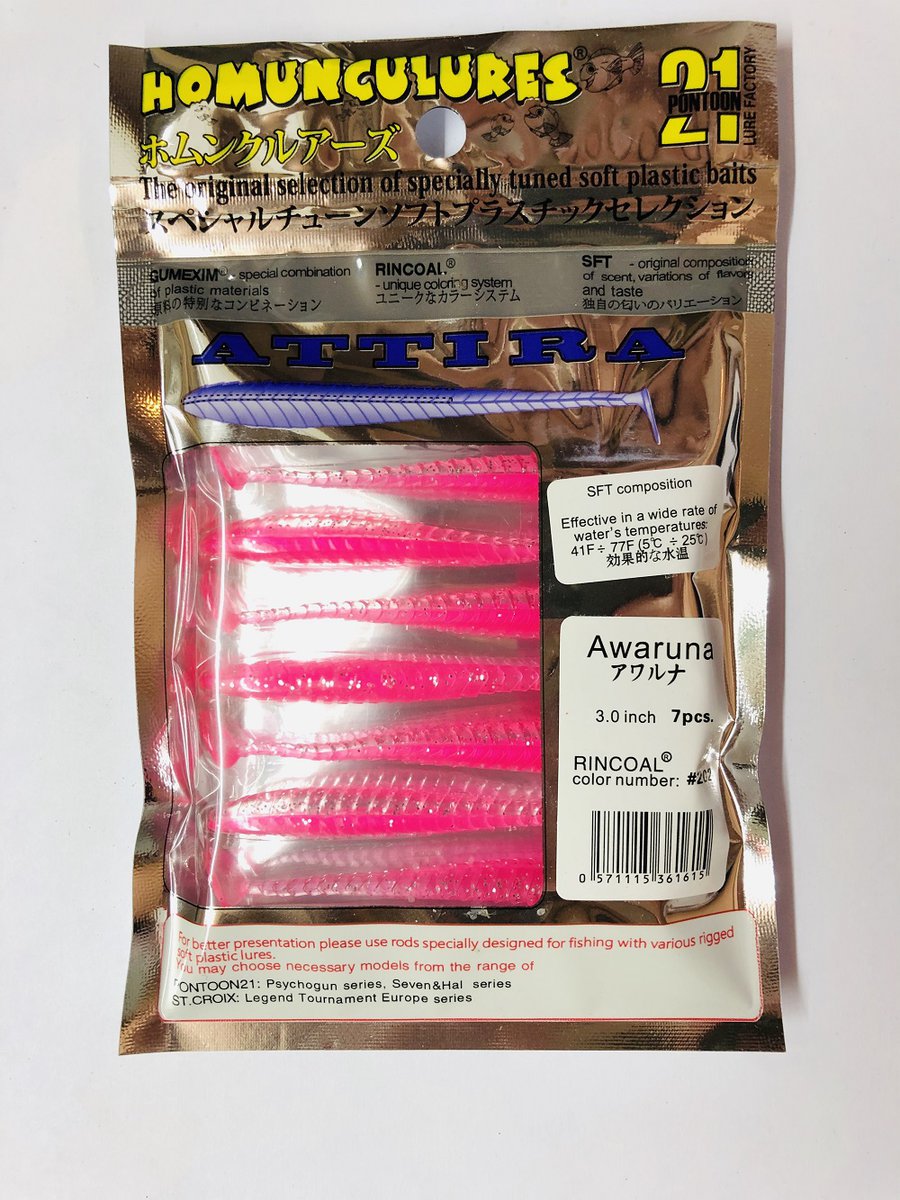 HOMUNCULURES®
21
PONTOON
LURE FACTORY
ホムンクルアーズ
The original selection of specially tuned soft plastic baits
スペシャルチューンソフトプラスチックセレクション
GUMEXIM® - special combination
of plastic materials
原料の特別なコンビネーション
RINCOAL®
- unique coloring system
ユニークなカラーシステム
SFT - original composition
of scent, variations of flavor
and taste
独自の匂いのバリエーション
ATTIRA
SFT composition
Effective in a wide rate of
water's temperatures:
41F÷77F (5℃ ÷ 25℃)
効果的な水温
Awaruna
アワルナ
3.0 inch 7pcs.
RINCOAL®
color number:
0 571115 361615
For better presentation please use rods specially designed for fishing with various rigged
soft plastic lures.
You may choose necessary models from the range of
PONTOON21: Psychogun series, Seven&Hal series
ST.CROIX: Legend Tournament Europe series